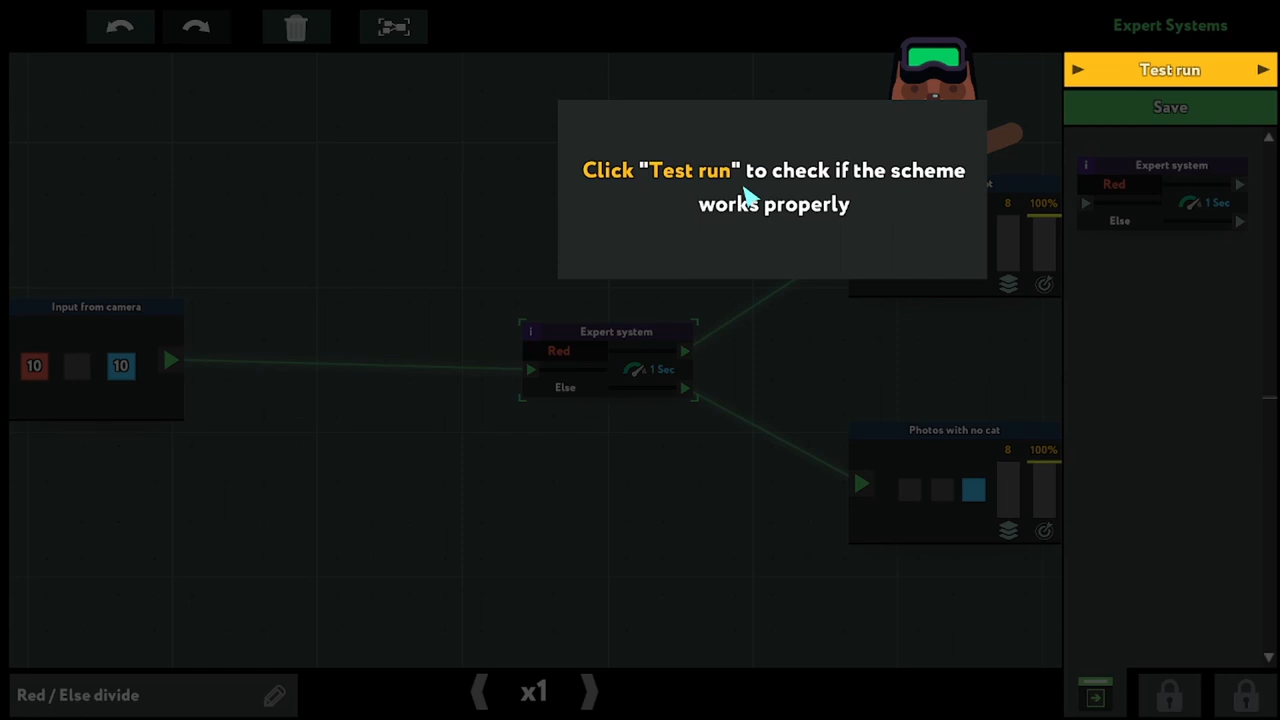 Expert Systems
Test run
Save
Click "Test run" to check if the scheme
works properly
Expert system
Red
1 Sec
Else
8 100%
Input from camera
10 10
Expert system
Red
1 Sec
Else
Photos with no cat
8 100%
Red / Else divide
x1